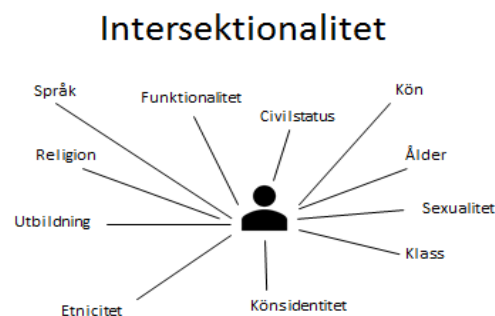 Intersektionalitet
Språk
Funktionalitet
Civilstatus
Kön
Religion
Ålder
Utbildning
Sexualitet
Klass
Etnicitet
Könsidentitet